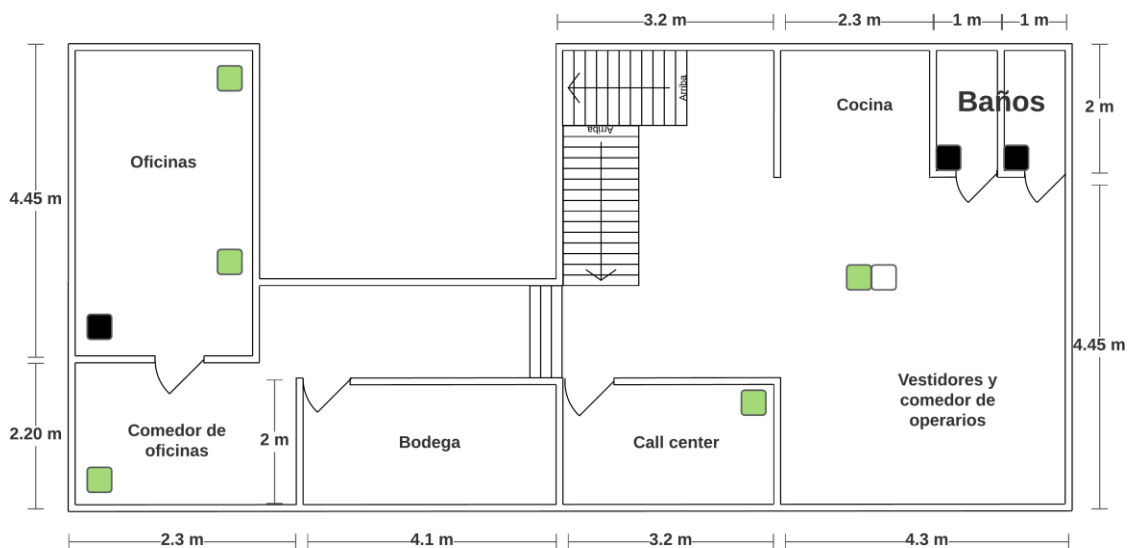 3.2 m
2.3 m
1 m
1 m
Arriba
Arriba
Cocina
Baños
2 m
Oficinas
4.45 m
4.45 m
Vestidores y
comedor de
operarios
2.20 m
Comedor de
oficinas
2 m
Bodega
Call center
2.3 m
4.1 m
3.2 m
4.3 m